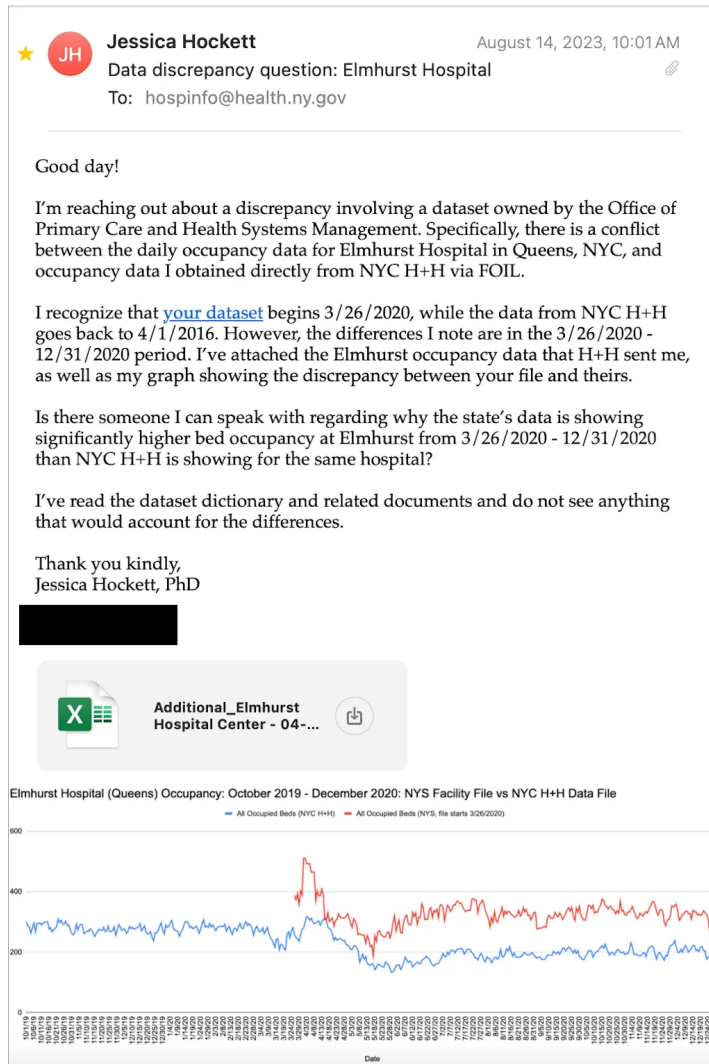 JH
Jessica Hockett
August 14, 2023, 10:01 AM
Data discrepancy question: Elmhurst Hospital
To: hospinfo@health.ny.gov
Good day!
I'm reaching out about a discrepancy involving a dataset owned by the Office of
Primary Care and Health Systems Management. Specifically, there is a conflict
between the daily occupancy data for Elmhurst Hospital in Queens, NYC, and
occupancy data I obtained directly from NYC H+H via FOIL.
I recognize that your dataset begins 3/26/2020, while the data from NYC H+H
goes back to 4/1/2016. However, the differences I note are in the 3/26/2020 -
12/31/2020 period. I've attached the Elmhurst occupancy data that H+H sent me,
as well as my graph showing the discrepancy between your file and theirs.
Is there someone I can speak with regarding why the state's data is showing
significantly higher bed occupancy at Elmhurst from 3/26/2020 - 12/31/2020
than NYC H+H is showing for the same hospital?
I've read the dataset dictionary and related documents and do not see anything
that would account for the differences.
Thank you kindly,
Jessica Hockett, PhD
X
Additional_Elmhurst
Hospital Center - 04-...
Elmhurst Hospital (Queens) Occupancy: October 2019 - December 2020: NYS Facility File vs NYC H+H Data File
All Occupied Beds (NYC H+H)
All Occupied Beds (NYS, file starts 3/26/2020)
600
400
200
0
Date